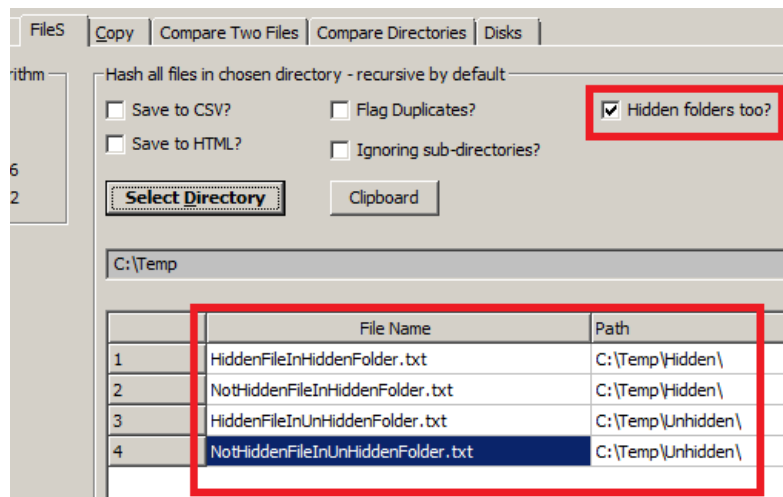 FileS Copy Compare Two Files Compare Directories Disks
rithm Hash all files in chosen directory - recursive by default
Save to CSV? Flag Duplicates? Hidden folders too?
Save to HTML? Ignoring sub-directories?
6
2 Select Directory Clipboard
C:\Temp
File Name Path
1 HiddenFileInHiddenFolder.txt C:\Temp\Hidden\
2 NotHiddenFileInHiddenFolder.txt C:\Temp\Hidden\
3 HiddenFileInUnHiddenFolder.txt C:\Temp\Unhidden\
4 NotHiddenFileInUnHiddenFolder.txt C:\Temp\Unhidden\